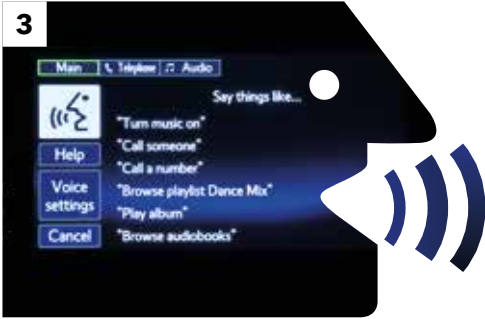 3
Main Telephone Audio
Say things like...
"Turn music on"
"Call someone"
Help
"Call a number"
Voice
settings
"Browse playlist Dance Mix"
"Play album"
Cancel
"Browse audiobooks"